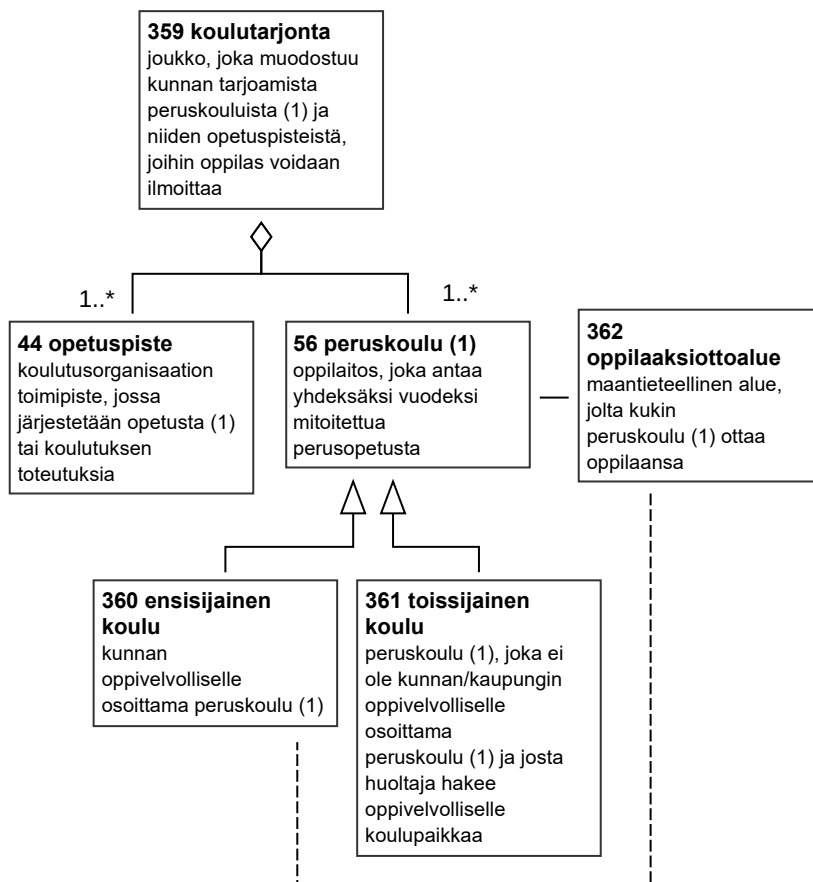 359 koulutarjonta
joukko, joka muodostuu
kunnan tarjoamista
peruskouluista (1) ja
niiden opetuspisteistä,
joihin oppilas voidaan
ilmoittaa
1..*
1..*
44 opetuspiste
koulutusorganisaation
toimipiste, jossa
järjestetään opetusta (1)
tai koulutuksen
toteutuksia
56 peruskoulu (1)
oppilaitos, joka antaa
yhdeksäksi vuodeksi
mitoitettua
perusopetusta
362
oppilaaksiottoalue
maantieteellinen alue,
jolta kukin
peruskoulu (1) ottaa
oppilaansa
360 ensisijainen
koulu
kunnan
oppivelvolliselle
osoittama peruskoulu (1)
361 toissijainen
koulu
peruskoulu (1), joka ei
ole kunnan/kaupungin
oppivelvolliselle
osoittama
peruskoulu (1) ja josta
huoltaja hakee
oppivelvolliselle
koulupaikkaa